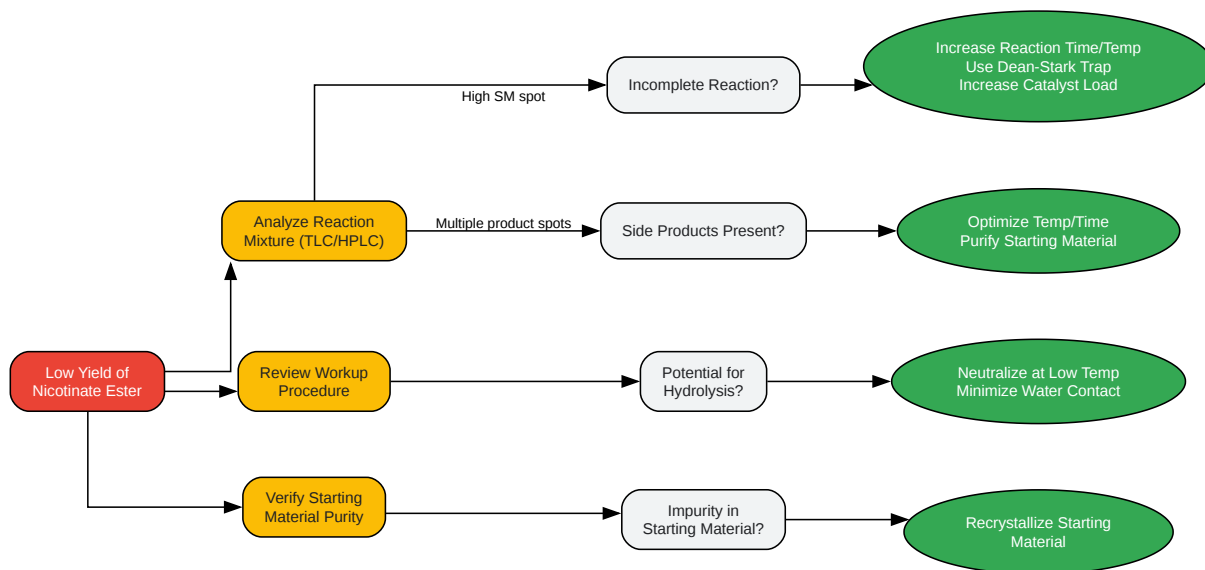 Increase Reaction Time/Temp
Use Dean-Stark Trap
Increase Catalyst Load
Incomplete Reaction?
High SM spot
Analyze Reaction
Mixture (TLC/HPLC)
Multiple product spots
Side Products Present?
Optimize Temp/Time
Purify Starting Material
Low Yield of
Nicotinate Ester
Review Workup
Procedure
Potential for
Hydrolysis?
Neutralize at Low Temp
Minimize Water Contact
Verify Starting
Material Purity
Impurity in
Starting Material?
Recrystallize Starting
Material